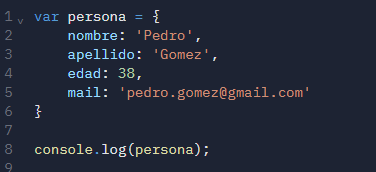 1 var persona = {
2     nombre: 'Pedro',
3     apellido: 'Gomez',
4     edad: 38,
5     mail: 'pedro.gomez@gmail.com'
6 }
7
8 console.log(persona);
9